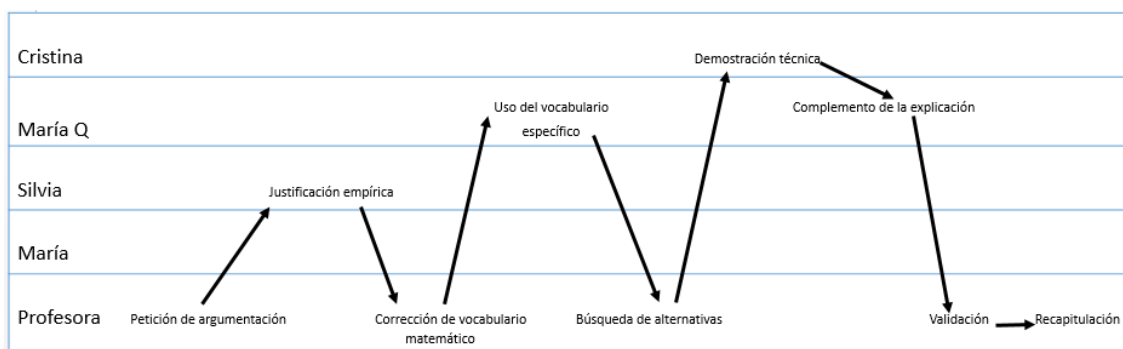 Cristina
Demostración técnica
María Q
Uso del vocabulario
específico
Complemento de la explicación
Silvia
Justificación empírica
María
Profesora
Petición de argumentación
Corrección de vocabulario
matemático
Búsqueda de alternativas
Validación
Recapitulación